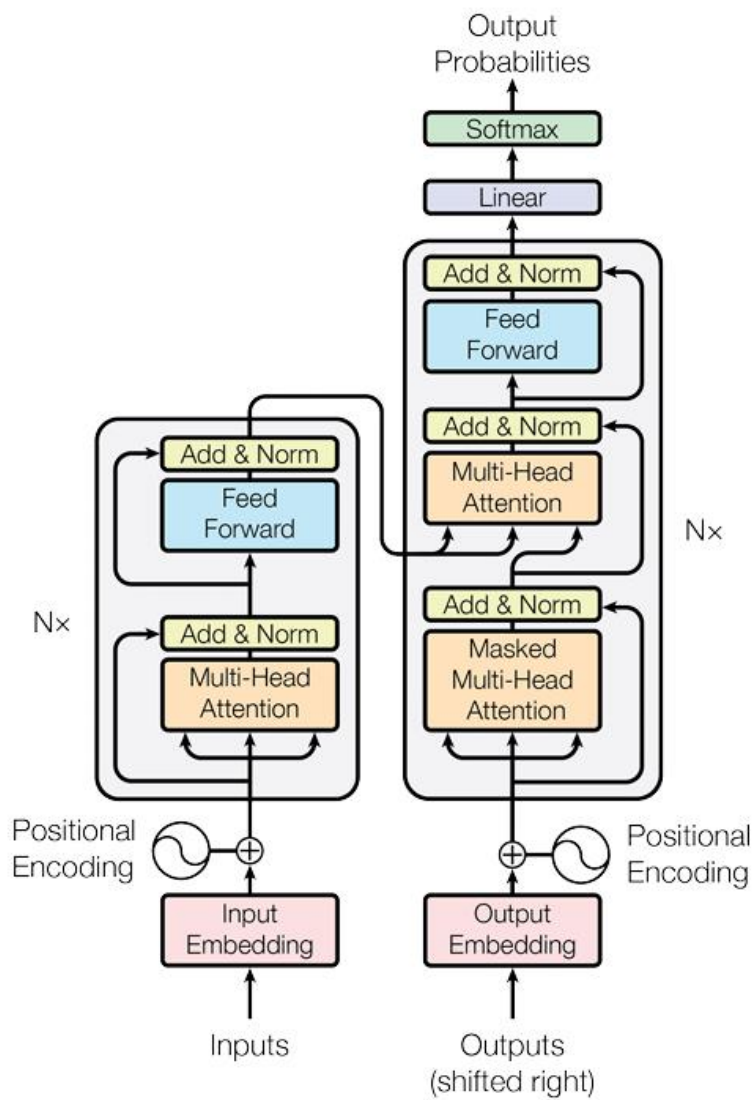 Output
Probabilities
Softmax
Linear
Add & Norm
Feed
Forward
Add & Norm
Multi-Head
Attention
Add & Norm
Masked
Multi-Head
Attention
N×
Add & Norm
Feed
Forward
Add & Norm
Multi-Head
Attention
N×
Positional
Encoding
Positional
Encoding
Input
Embedding
Output
Embedding
Inputs
Outputs
(shifted right)